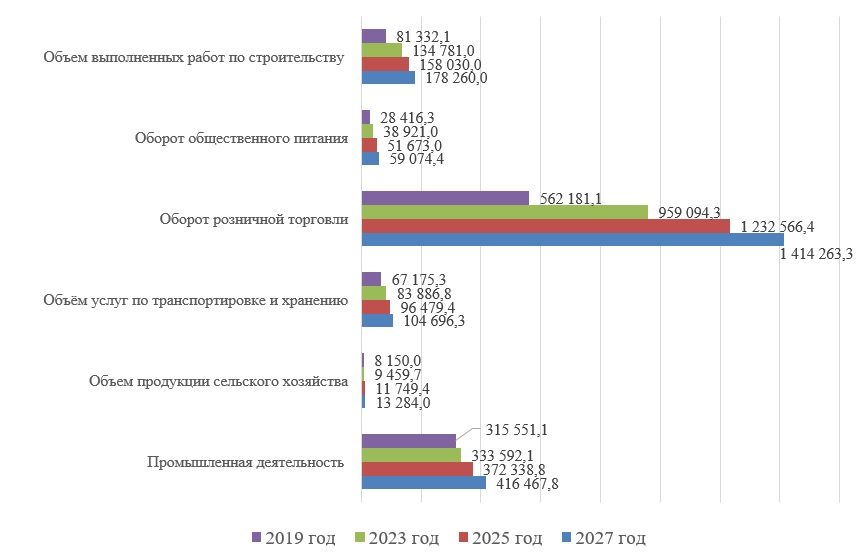 81 332,1
134 781,0
Объем выполненных работ по строительству
158 030,0
178 260,0
28 416,3
38 921,0
Оборот общественного питания
51 673,0
59 074,4
562 181,1
959 094,3
Оборот розничной торговли
1 232 566,4
1 414 263,3
67 175,3
83 886,8
Объём услуг по транспортировке и хранению
96 479,4
104 696,3
8 150,0
9 459,7
Объем продукции сельского хозяйства
11 749,4
13 284,0
315 551,1
333 592,1
Промышленная деятельность
372 338,8
416 467,8
2019 год 2023 год 2025 год 2027 год